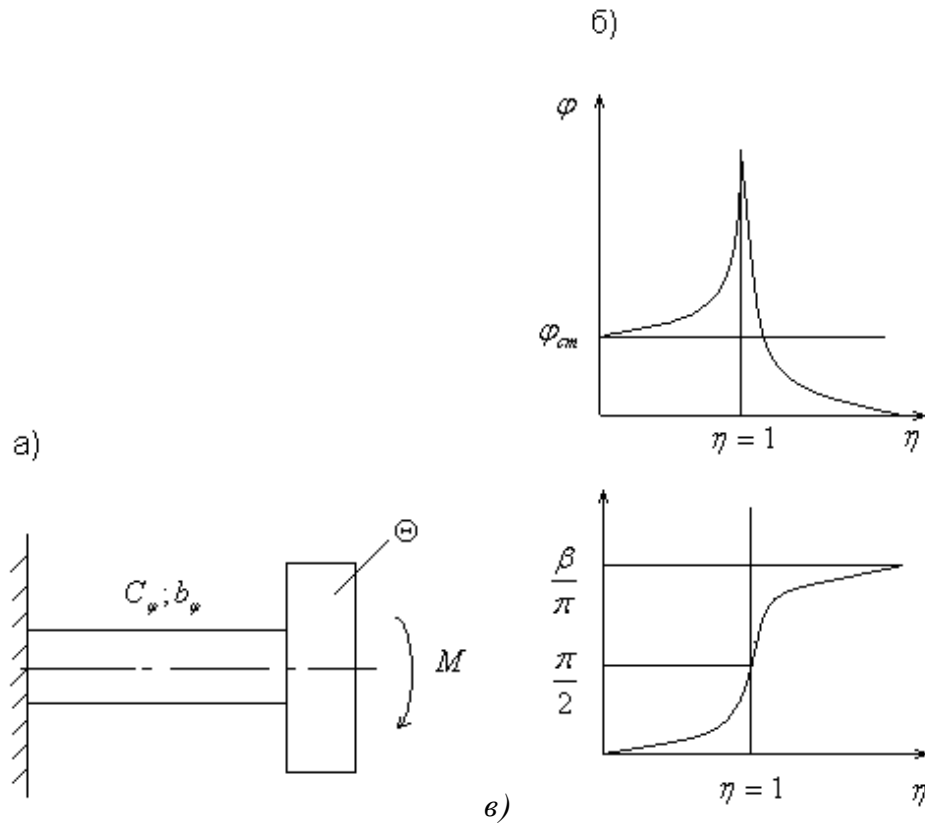 б)
φ
φ_ст
η = 1
η
а)
Θ
C_φ; b_φ
M
β
π
π
2
η = 1
η
в)